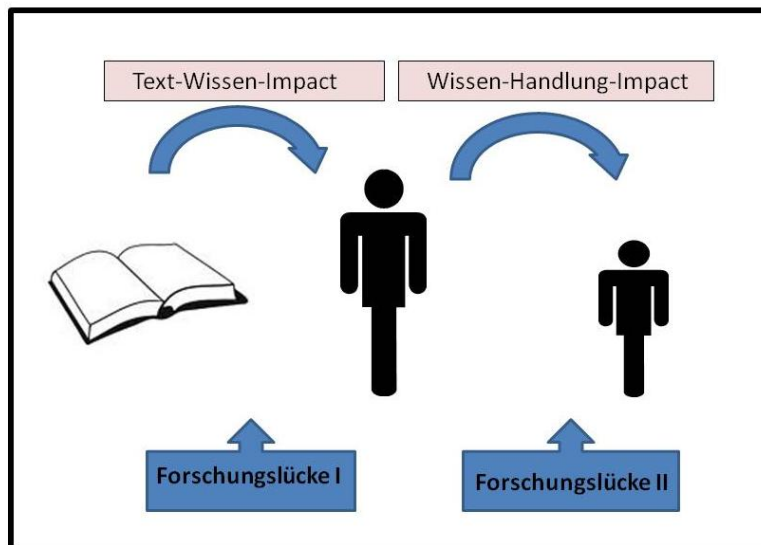 Text-Wissen-Impact
Wissen-Handlung-Impact
Forschungslücke I
Forschungslücke II